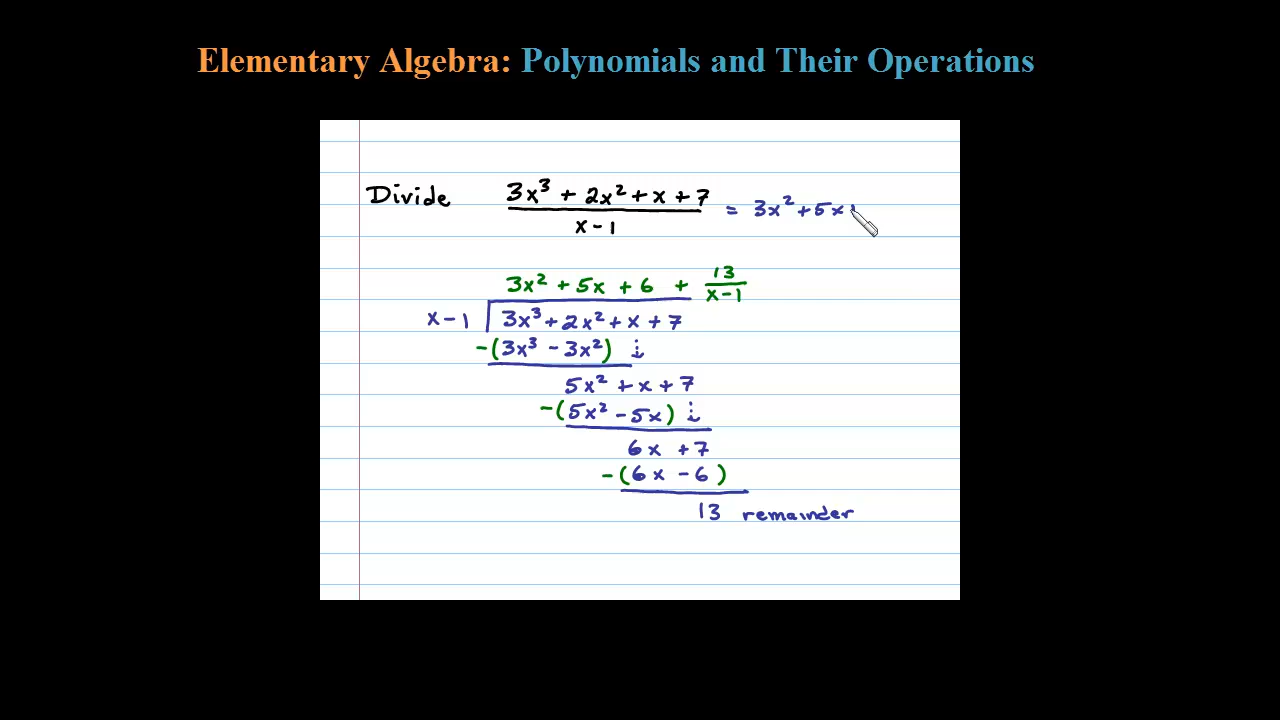 Elementary Algebra: Polynomials and Their Operations
Divide 3x³ + 2x² + x + 7 / x - 1 = 3x² + 5x
3x² + 5x + 6 + 13 / x - 1
x - 1 3x³ + 2x² + x + 7
-(3x³ - 3x²) ↓
5x² + x + 7
-(5x² - 5x) ↓
6x + 7
-(6x - 6)
13 remainder